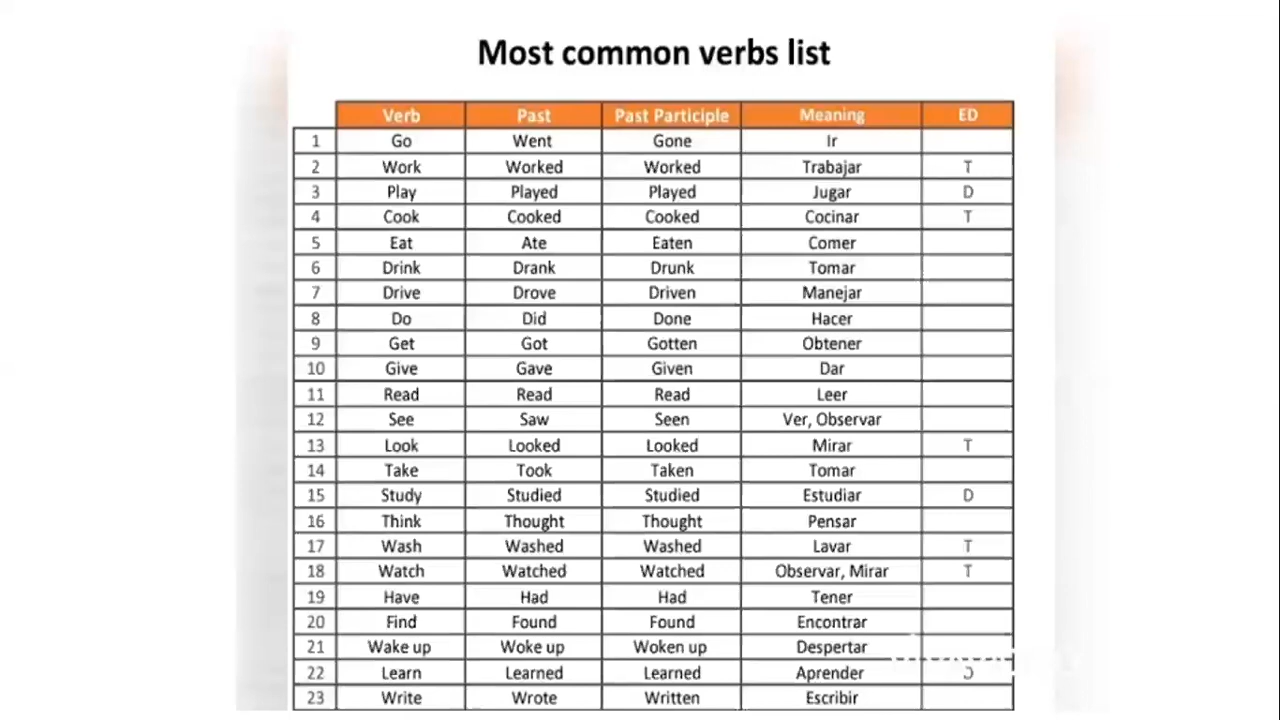 Most common verbs list
Verb Past Past Participle Meaning ED
1 Go Went Gone Ir
2 Work Worked Worked Trabajar T
3 Play Played Played Jugar D
4 Cook Cooked Cooked Cocinar T
5 Eat Ate Eaten Comer
6 Drink Drank Drunk Tomar
7 Drive Drove Driven Manejar
8 Do Did Done Hacer
9 Get Got Gotten Obtener
10 Give Gave Given Dar
11 Read Read Read Leer
12 See Saw Seen Ver, Observar
13 Look Looked Looked Mirar T
14 Take Took Taken Tomar
15 Study Studied Studied Estudiar D
16 Think Thought Thought Pensar
17 Wash Washed Washed Lavar T
18 Watch Watched Watched Observar, Mirar T
19 Have Had Had Tener
20 Find Found Found Encontrar
21 Wake up Woke up Woken up Despertar
22 Learn Learned Learned Aprender
23 Write Wrote Written Escribir